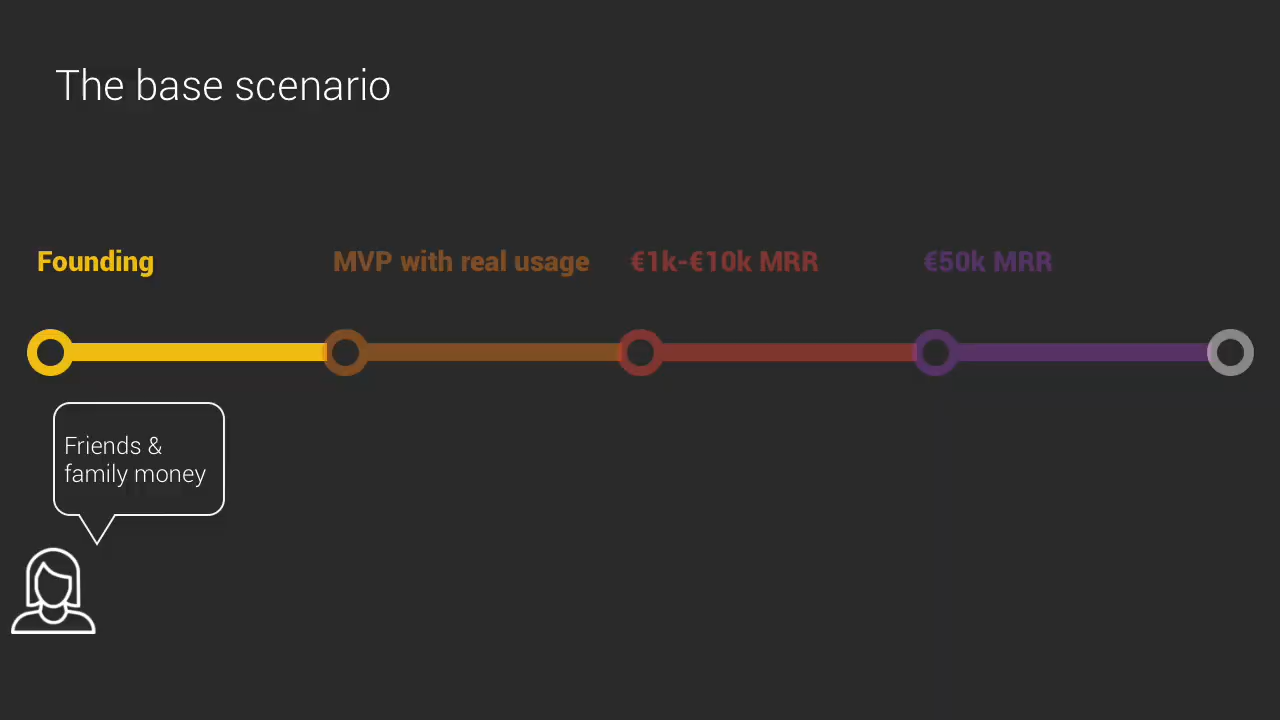 The base scenario
Founding
MVP with real usage
€1k-€10k MRR
€50k MRR
Friends &
family money